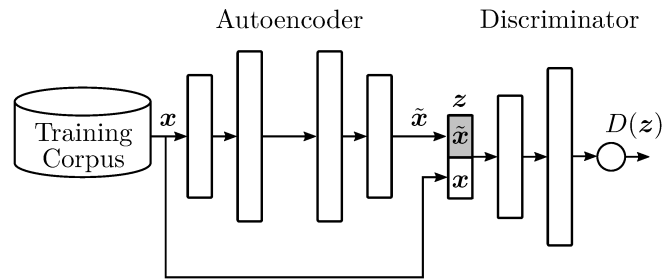 Autoencoder
Discriminator
Training
Corpus
x
x̃
z
x̃
x
D(z)